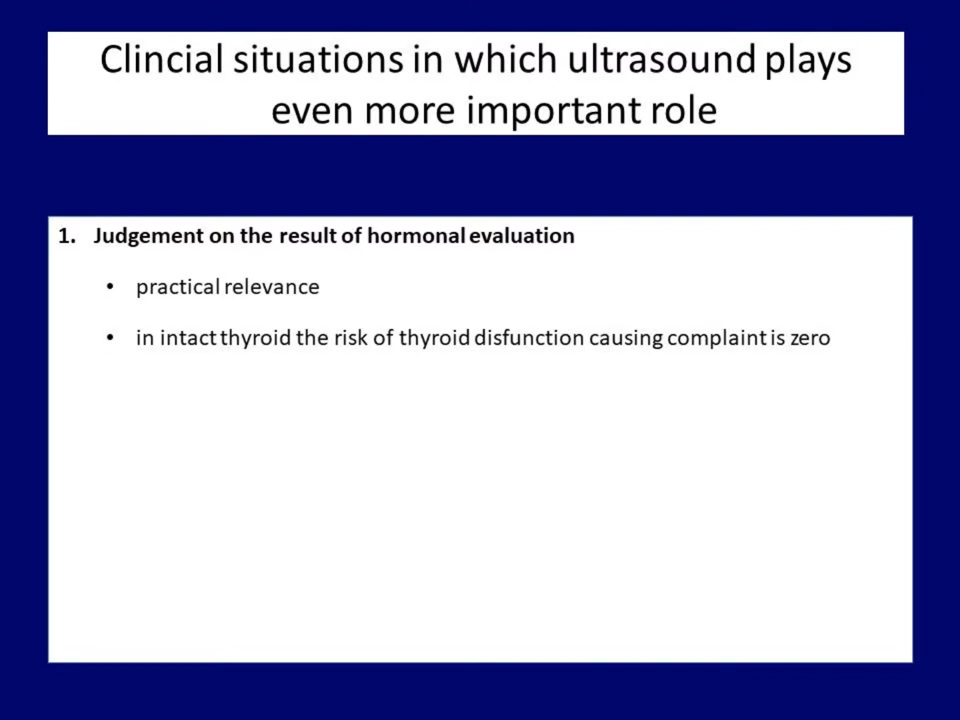 Clincial situations in which ultrasound plays
even more important role
1. Judgement on the result of hormonal evaluation
• practical relevance
• in intact thyroid the risk of thyroid disfunction causing complaint is zero